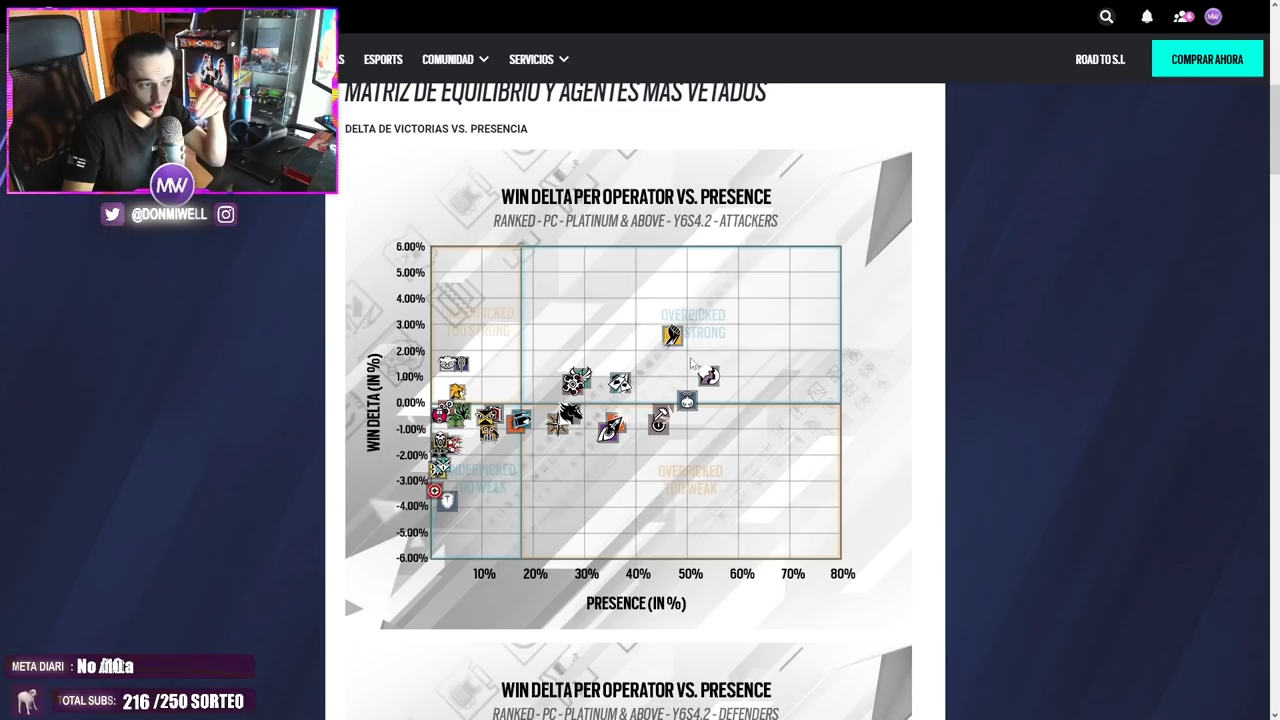 MW
@DONMIWELL
S
ESPORTS
COMUNIDAD
SERVICIOS
ROAD TO S.I.
COMPRAR AHORA
6
MW
MATRIZ DE EQUILIBRIO Y AGENTES MÁS VETADOS
DELTA DE VICTORIAS VS. PRESENCIA
WIN DELTA PER OPERATOR VS. PRESENCE
RANKED - PC - PLATINUM & ABOVE - Y6S4.2 - ATTACKERS
WIN DELTA (IN %)
6.00%
5.00%
4.00%
3.00%
2.00%
1.00%
0.00%
-1.00%
-2.00%
-3.00%
-4.00%
-5.00%
-6.00%
OVERPICKED
STRONG
TOO STRONG
UNDERPICKED
TOO WEAK
OVERPICKED
TOO WEAK
10%
20%
30%
40%
50%
60%
70%
80%
PRESENCE (IN %)
WIN DELTA PER OPERATOR VS. PRESENCE
RANKED - PC - PLATINUM & ABOVE - Y6S4.2 - DEFENDERS
META DIARI :
TOTAL SUBS: 216 /250 SORTEO